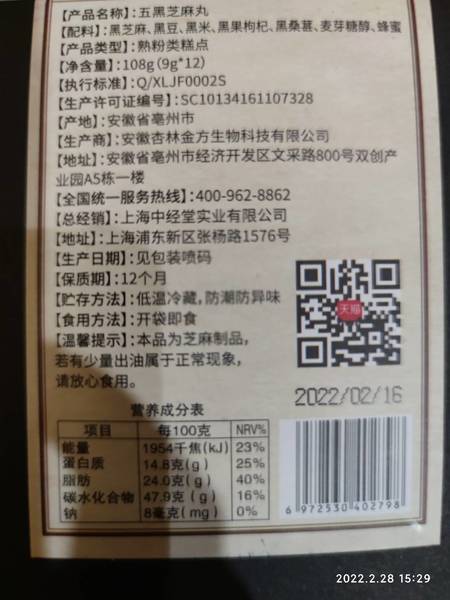 【产品名称】：五黑芝麻丸
【配料】：黑芝麻、黑豆、黑米、黑果枸杞、黑桑葚、麦芽糖醇、蜂蜜
【产品类型】：熟粉类糕点
【净含量】：108g(9g*12)
【执行标准】：Q/XLJF0002S
【生产许可证编号】：SC10134161107328
【产地】：安徽省亳州市
【生产商】：安徽杏林金方生物科技有限公司
【地址】：安徽省亳州市经济开发区文采路800号双创产
业园A5栋一楼
【全国统一服务热线】：400-962-8862
【总经销】：上海中经堂实业有限公司
【地址】：上海浦东新区张杨路1576号
【生产日期】：见包装喷码
【保质期】：12个月
【贮存方法】：低温冷藏，防潮防异味
【食用方法】：开袋即食
【温馨提示】：本品为芝麻制品，
若有少量出油属于正常现象，
请放心食用。
天猫
2022/02/16
营养成分表
项目 每100克 NRV%
能量 1954千焦(kJ) 23%
蛋白质 14.8克(g) 25%
脂肪 24.0克(g) 40%
碳水化合物 47.9克(g) 16%
钠 8毫克(mg) 0%
6 972530 402798
2022.2.28 15:29